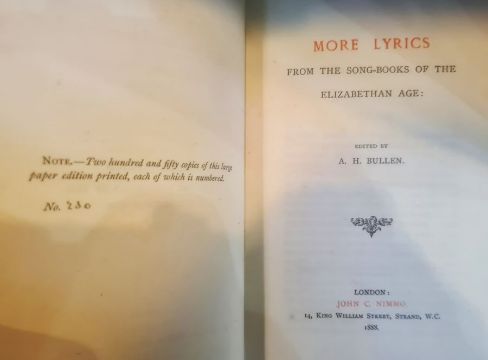 NOTE.—Two hundred and fifty copies of this large
paper edition printed, each of which is numbered.
No. 230
MORE LYRICS
FROM THE SONG-BOOKS OF THE
ELIZABETHAN AGE:
EDITED BY
A. H. BULLEN.
LONDON:
JOHN C. NIMMO,
14, KING WILLIAM STREET, STRAND, W.C.
1888.